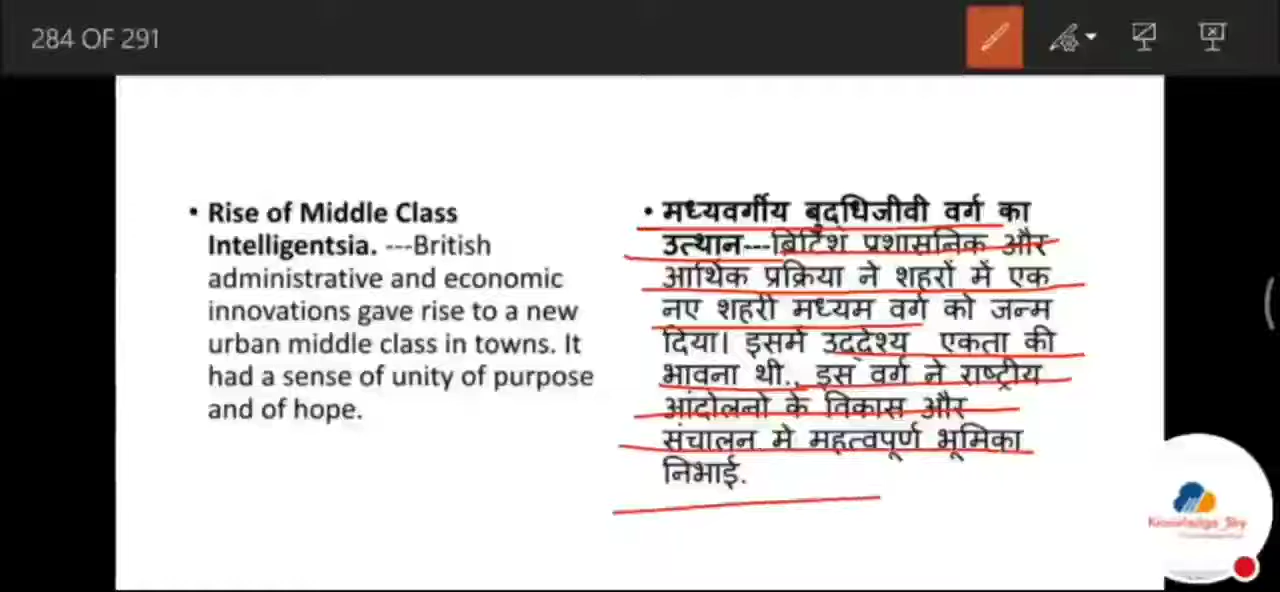 284 OF 291
• Rise of Middle Class
Intelligentsia. ---British
administrative and economic
innovations gave rise to a new
urban middle class in towns. It
had a sense of unity of purpose
and of hope.
• मध्यवर्गीय बुद्धिजीवी वर्ग का
उत्थान---ब्रिटिश प्रशासनिक और
आर्थिक प्रक्रिया ने शहरों में एक
नए शहरी मध्यम वर्ग को जन्म
दिया। इसमें उद्देश्य एकता की
भावना थी.. इस वर्ग ने राष्ट्रीय
आंदोलनो के विकास और
संचालन मे महत्वपूर्ण भूमिका
निभाई.
Knowledge_Sky